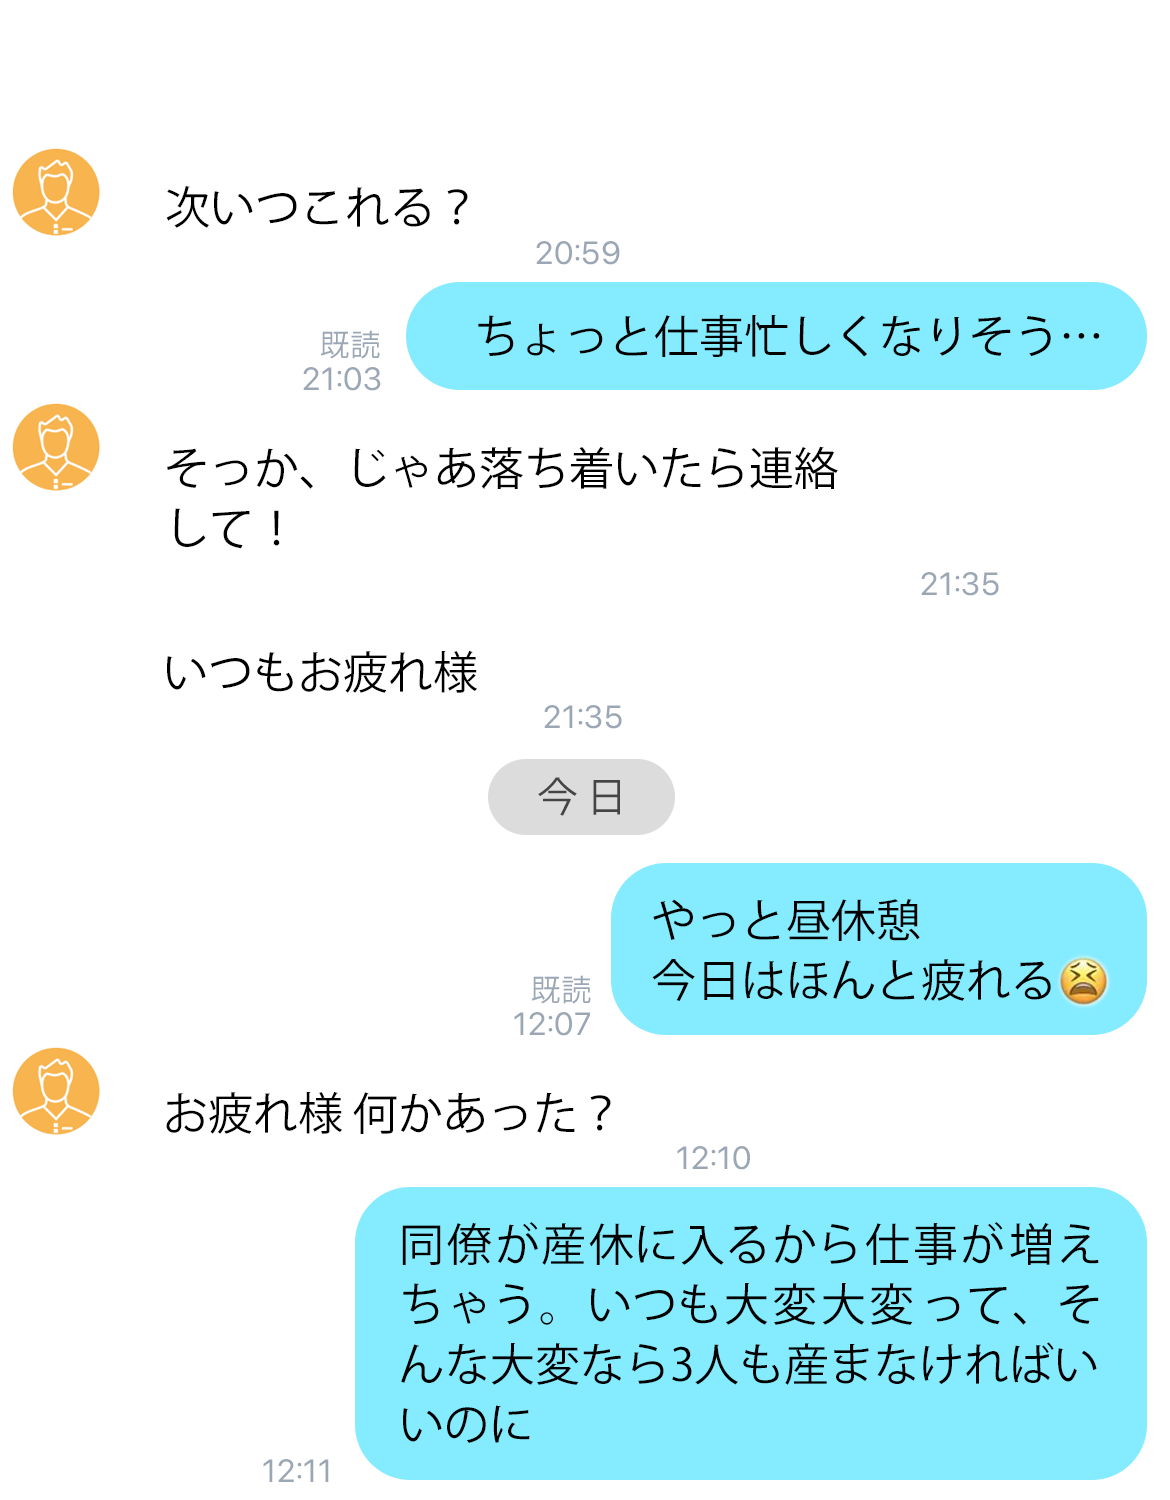 次いつこれる？
20:59
ちょっと仕事忙しくなりそう…
既読
21:03
そっか、じゃあ落ち着いたら連絡
して！
21:35
いつもお疲れ様
21:35
今日
やっと昼休憩
今日はほんと疲れる😫
既読
12:07
お疲れ様 何かあった？
12:10
同僚が産休に入るから仕事が増え
ちゃう。いつも大変大変って、そ
んな大変なら3人も産まなければい
いのに
12:11